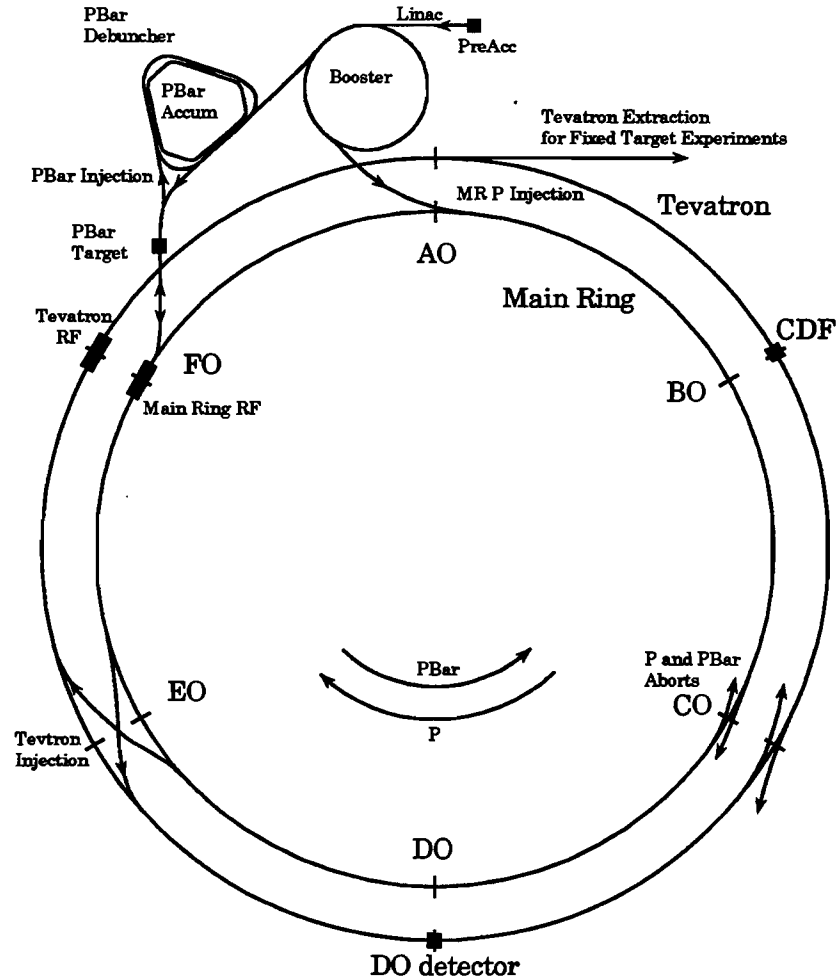 PBar
Debuncher
Linac
PreAcc
Booster
PBar
Accum
Tevatron Extraction
for Fixed Target Experiments
PBar Injection
MR P Injection
Tevatron
PBar
Target
AO
Main Ring
Tevatron
RF
CDF
FO
BO
Main Ring RF
PBar
P and PBar
Aborts
EO
CO
P
Tevtron
Injection
DO
DO detector